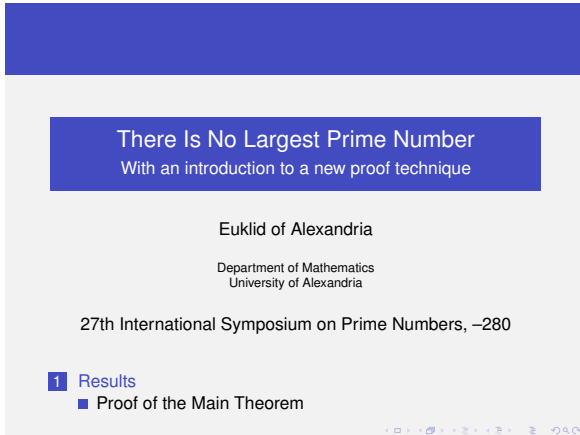 There Is No Largest Prime Number
With an introduction to a new proof technique
Euklid of Alexandria
Department of Mathematics
University of Alexandria
27th International Symposium on Prime Numbers, –280
1 Results
Proof of the Main Theorem